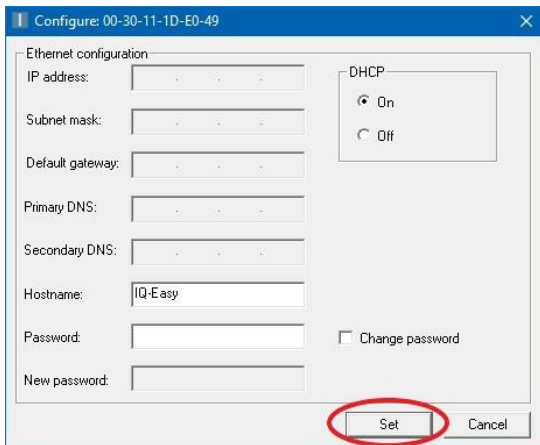 Configure: 00-30-11-1D-E0-49
Ethernet configuration
IP address:
Subnet mask:
Default gateway:
Primary DNS:
Secondary DNS:
Hostname: IQ-Easy
Password:
New password:
DHCP
On
Off
Change password
Set Cancel